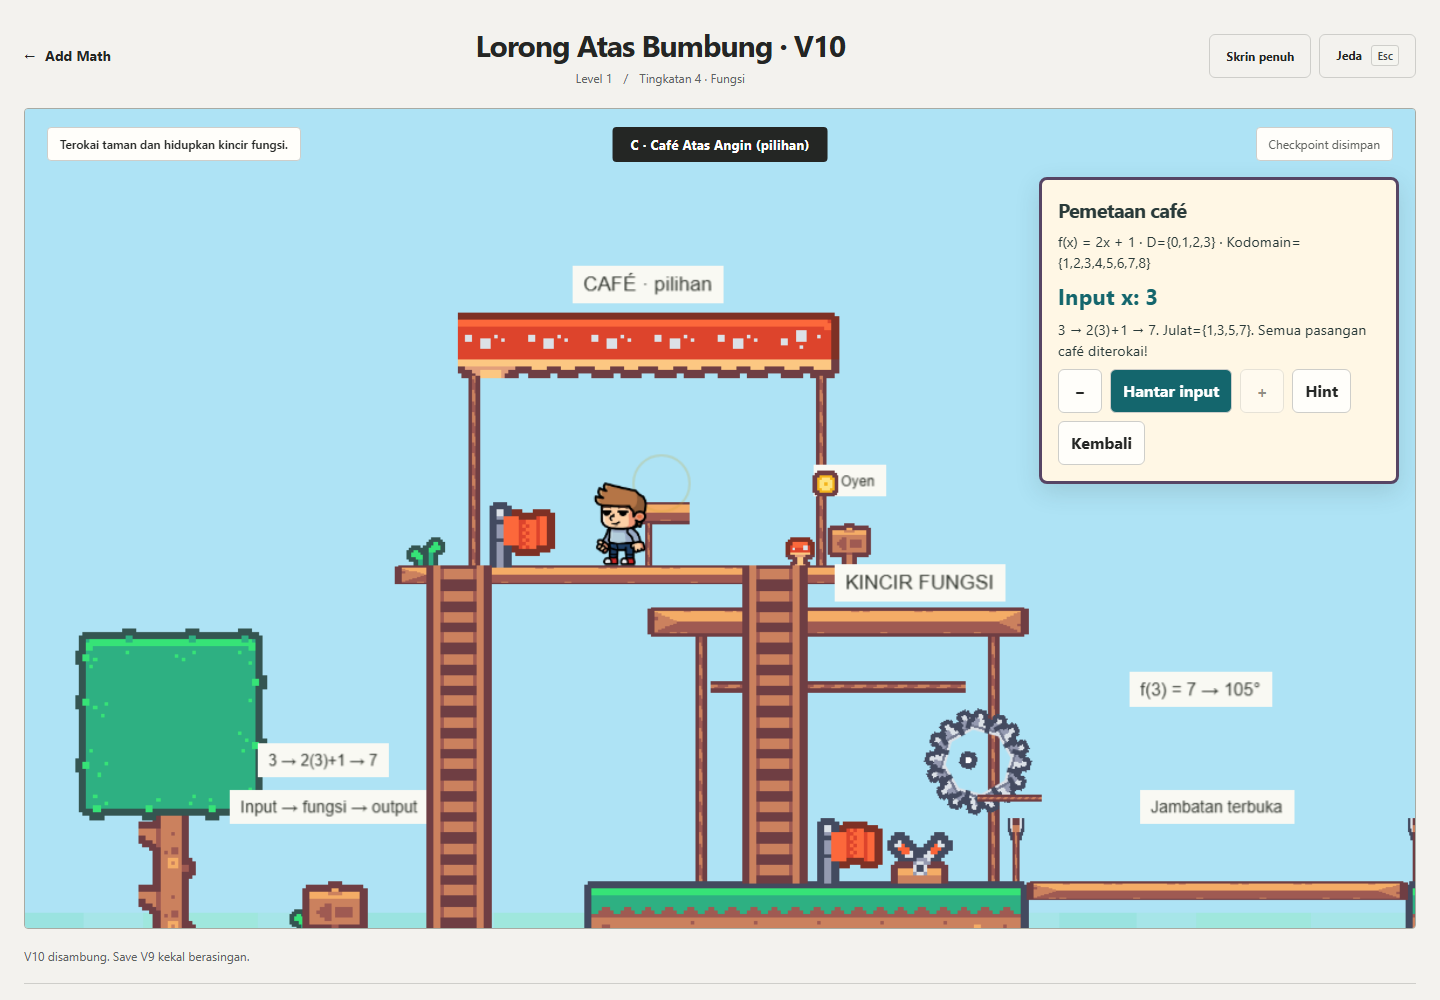 ← Add Math
Lorong Atas Bumbung · V10
Level 1 / Tingkatan 4 · Fungsi
Skrin penuh
Jeda Esc
Terokai taman dan hidupkan kincir fungsi.
C · Café Atas Angin (pilihan)
Checkpoint disimpan
Pemetaan café
f(x) = 2x + 1 · D={0,1,2,3} · Kodomain=
{1,2,3,4,5,6,7,8}
Input x: 3
3 → 2(3)+1 → 7. Julat={1,3,5,7}. Semua pasangan
café diterokai!
−
Hantar input
+
Hint
Kembali
CAFÉ · pilihan
Oyen
KINCIR FUNGSI
f(3) = 7 → 105°
3 → 2(3)+1 → 7
Input → fungsi → output
Jambatan terbuka
V10 disambung. Save V9 kekal berasingan.